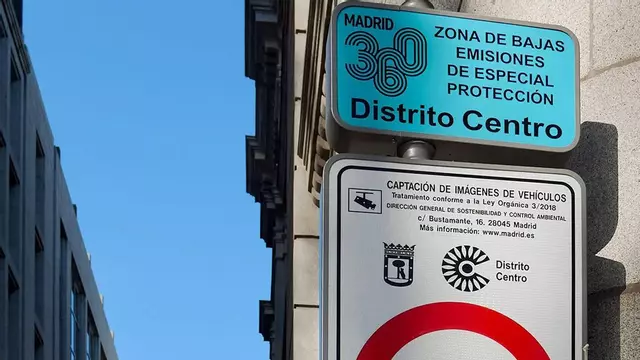 MADRID
360
ZONA DE BAJAS
EMISIONES
DE ESPECIAL
PROTECCIÓN
Distrito Centro
CAPTACIÓN DE IMÁGENES DE VEHÍCULOS
Tratamiento conforme a la Ley Orgánica 3/2018
DIRECCIÓN GENERAL DE SOSTENIBILIDAD Y CONTROL AMBIENTAL
c/ Bustamante, 16. 28045 Madrid
Más información: www.madrid.es
Distrito
Centro